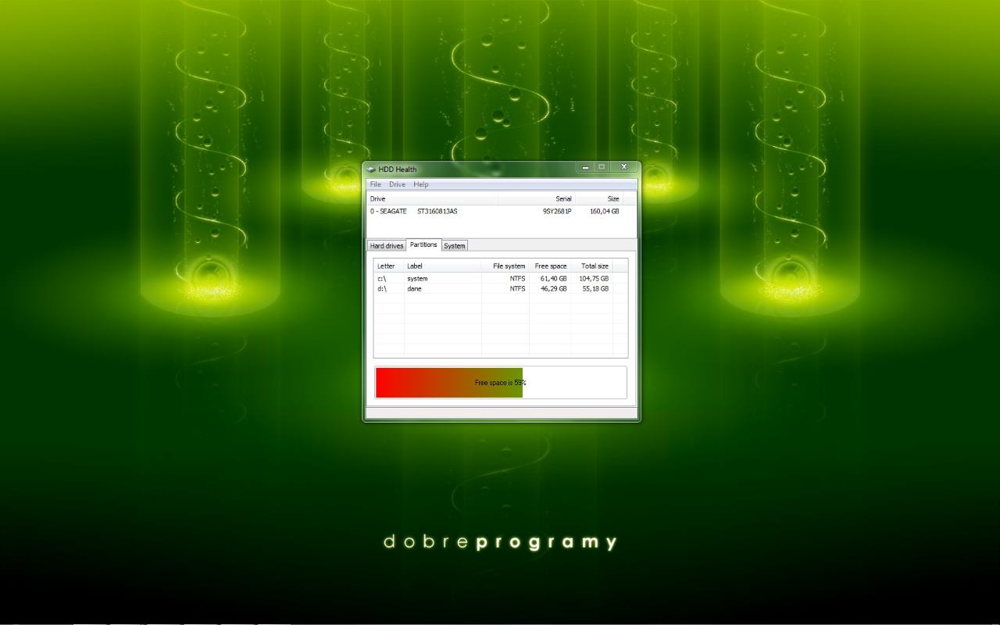 HDD Health
File Drive Help
Drive Serial Size
0 - SEAGATE ST3160813AS 9SY2681P 160,04 GB
Hard drives Partitions System
Letter Label File system Free space Total size
c:\ system NTFS 61,40 GB 104,75 GB
d:\ dane NTFS 46,29 GB 55,18 GB
Free space is 59%
dobreprogramy